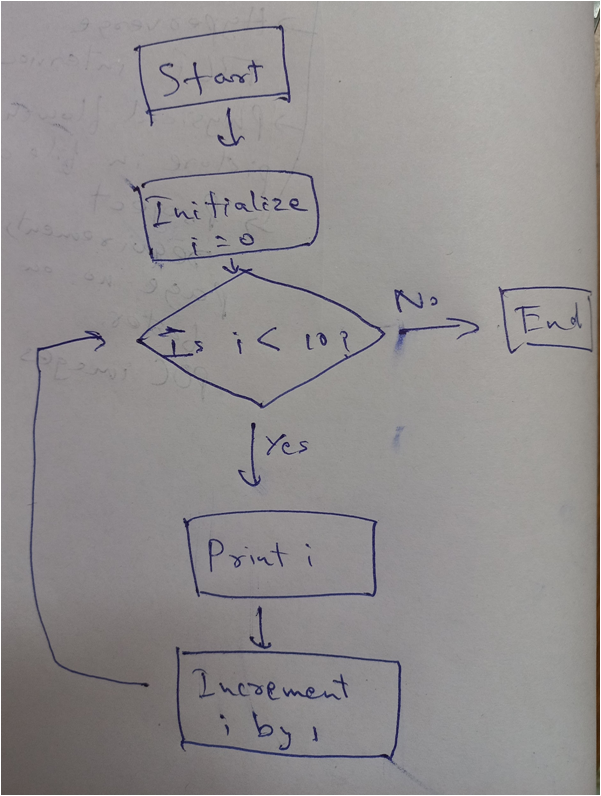 Start
Initialize
i = 0
Is i < 10?
No
End
Yes
Print i
Increment
i by 1